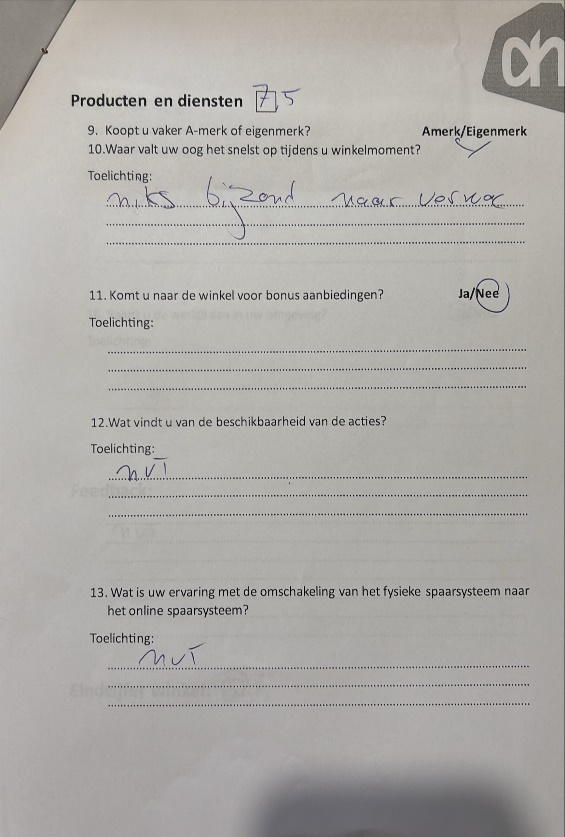 ah
Producten en diensten 7,5
9. Koopt u vaker A-merk of eigenmerk? Amerk/Eigenmerk
10.Waar valt uw oog het snelst op tijdens u winkelmoment?
Toelichting:
niks bijzond naar
11. Komt u naar de winkel voor bonus aanbiedingen? Ja/Nee
Toelichting:
12.Wat vindt u van de beschikbaarheid van de acties?
Toelichting:
nvt
13. Wat is uw ervaring met de omschakeling van het fysieke spaarsysteem naar
het online spaarsysteem?
Toelichting:
nvt